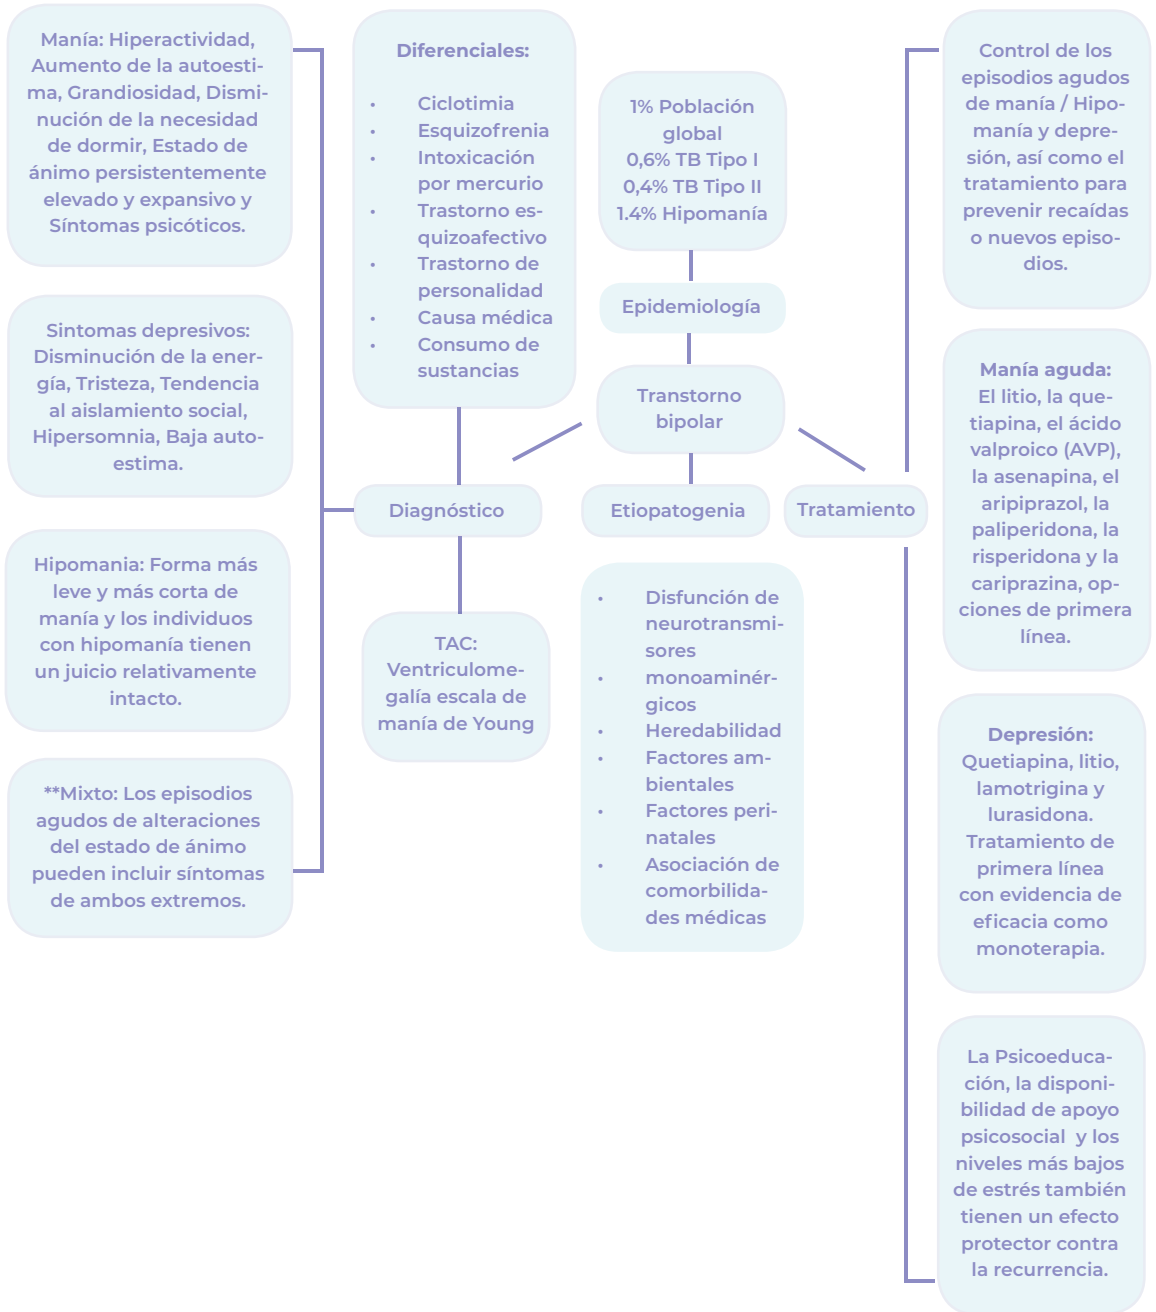 Manía: Hiperactividad,
Aumento de la autoesti-
ma, Grandiosidad, Dismi-
nución de la necesidad
de dormir, Estado de
ánimo persistentemente
elevado y expansivo y
Síntomas psicóticos.
Sintomas depresivos:
Disminución de la ener-
gía, Tristeza, Tendencia
al aislamiento social,
Hipersomnia, Baja auto-
estima.
Hipomania: Forma más
leve y más corta de
manía y los individuos
con hipomanía tienen
un juicio relativamente
intacto.
**Mixto: Los episodios
agudos de alteraciones
del estado de ánimo
pueden incluir síntomas
de ambos extremos.
Diferenciales:
• Ciclotimia
• Esquizofrenia
• Intoxicación
por mercurio
• Trastorno es-
quizoafectivo
• Trastorno de
personalidad
• Causa médica
• Consumo de
sustancias
Diagnóstico
TAC:
Ventriculome-
galía escala de
manía de Young
1% Población
global
0,6% TB Tipo I
0,4% TB Tipo II
1.4% Hipomanía
Epidemiología
Transtorno
bipolar
Etiopatogenia
• Disfunción de
neurotransmi-
sores
• monoaminér-
gicos
• Heredabilidad
• Factores am-
bientales
• Factores peri-
natales
• Asociación de
comorbilida-
des médicas
Tratamiento
Control de los
episodios agudos
de manía / Hipo-
manía y depre-
sión, así como el
tratamiento para
prevenir recaídas
o nuevos episo-
dios.
Manía aguda:
El litio, la que-
tiapina, el ácido
valproico (AVP),
la asenapina, el
aripiprazol, la
paliperidona, la
risperidona y la
cariprazina, op-
ciones de primera
línea.
Depresión:
Quetiapina, litio,
lamotrigina y
lurasidona.
Tratamiento de
primera línea
con evidencia de
eficacia como
monoterapia.
La Psicoeduca-
ción, la disponi-
bilidad de apoyo
psicosocial y los
niveles más bajos
de estrés también
tienen un efecto
protector contra
la recurrencia.